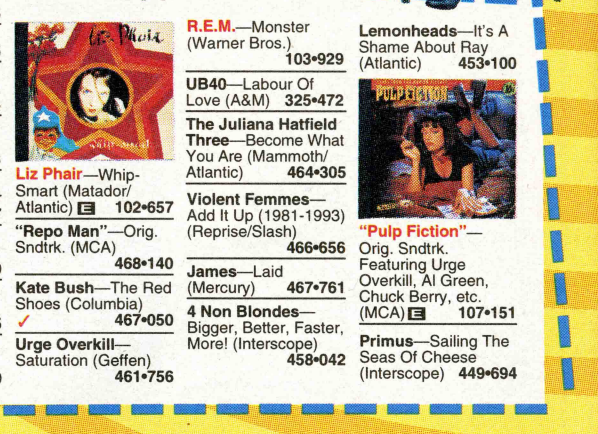 Liz Phair
whip-smart
Liz Phair—Whip-
Smart (Matador/
Atlantic) E 102•657
“Repo Man”—Orig.
Sndtrk. (MCA)
468•140
Kate Bush—The Red
Shoes (Columbia)
✓ 467•050
Urge Overkill—
Saturation (Geffen)
461•756
R.E.M.—Monster
(Warner Bros.)
103•929
UB40—Labour Of
Love (A&M) 325•472
The Juliana Hatfield
Three—Become What
You Are (Mammoth/
Atlantic) 464•305
Violent Femmes—
Add It Up (1981-1993)
(Reprise/Slash)
466•656
James—Laid
(Mercury) 467•761
4 Non Blondes—
Bigger, Better, Faster,
More! (Interscope)
458•042
Lemonheads—It's A
Shame About Ray
(Atlantic) 453•100
PULP FICTION
“Pulp Fiction”—
Orig. Sndtrk.
Featuring Urge
Overkill, Al Green,
Chuck Berry, etc.
(MCA) E 107•151
Primus—Sailing The
Seas Of Cheese
(Interscope) 449•694